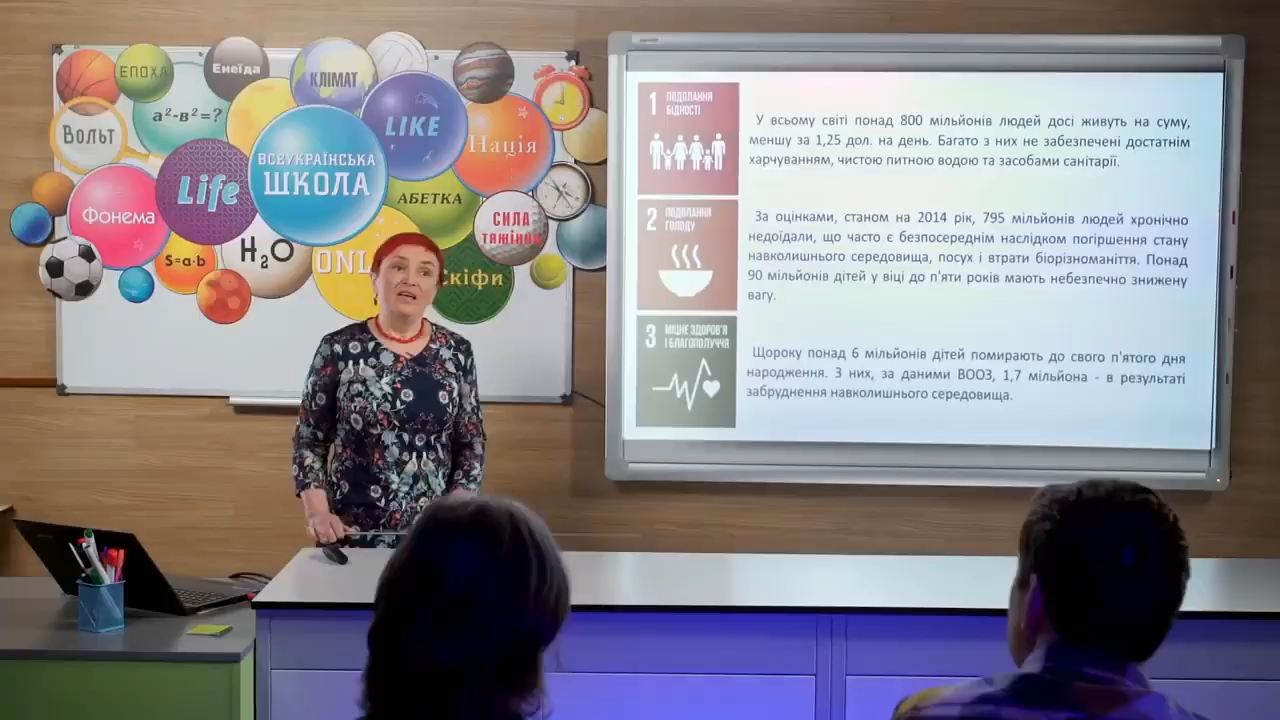 ЕПОХА
Енеїда
КЛІМАТ
Вольт
a²-в²=?
LIKE
Нація
ВСЕУКРАЇНСЬКА
ШКОЛА
Life
Фонема
АБЕТКА
СИЛА
ТЯЖІННЯ
S=a·b
H₂O
ONL
Скіфи
1 ПОДОЛАННЯ
БІДНОСТІ
У всьому світі понад 800 мільйонів людей досі живуть на суму,
меншу за 1,25 дол. на день. Багато з них не забезпечені достатнім
харчуванням, чистою питною водою та засобами санітарії.
2 ПОДОЛАННЯ
ГОЛОДУ
За оцінками, станом на 2014 рік, 795 мільйонів людей хронічно
недоїдали, що часто є безпосереднім наслідком погіршення стану
навколишнього середовища, посух і втрати біорізноманіття. Понад
90 мільйонів дітей у віці до п'яти років мають небезпечно знижену
вагу.
3 МІЦНЕ ЗДОРОВ'Я
І БЛАГОПОЛУЧЧЯ
Щороку понад 6 мільйонів дітей помирають до свого п'ятого дня
народження. З них, за даними ВООЗ, 1,7 мільйона - в результаті
забруднення навколишнього середовища.